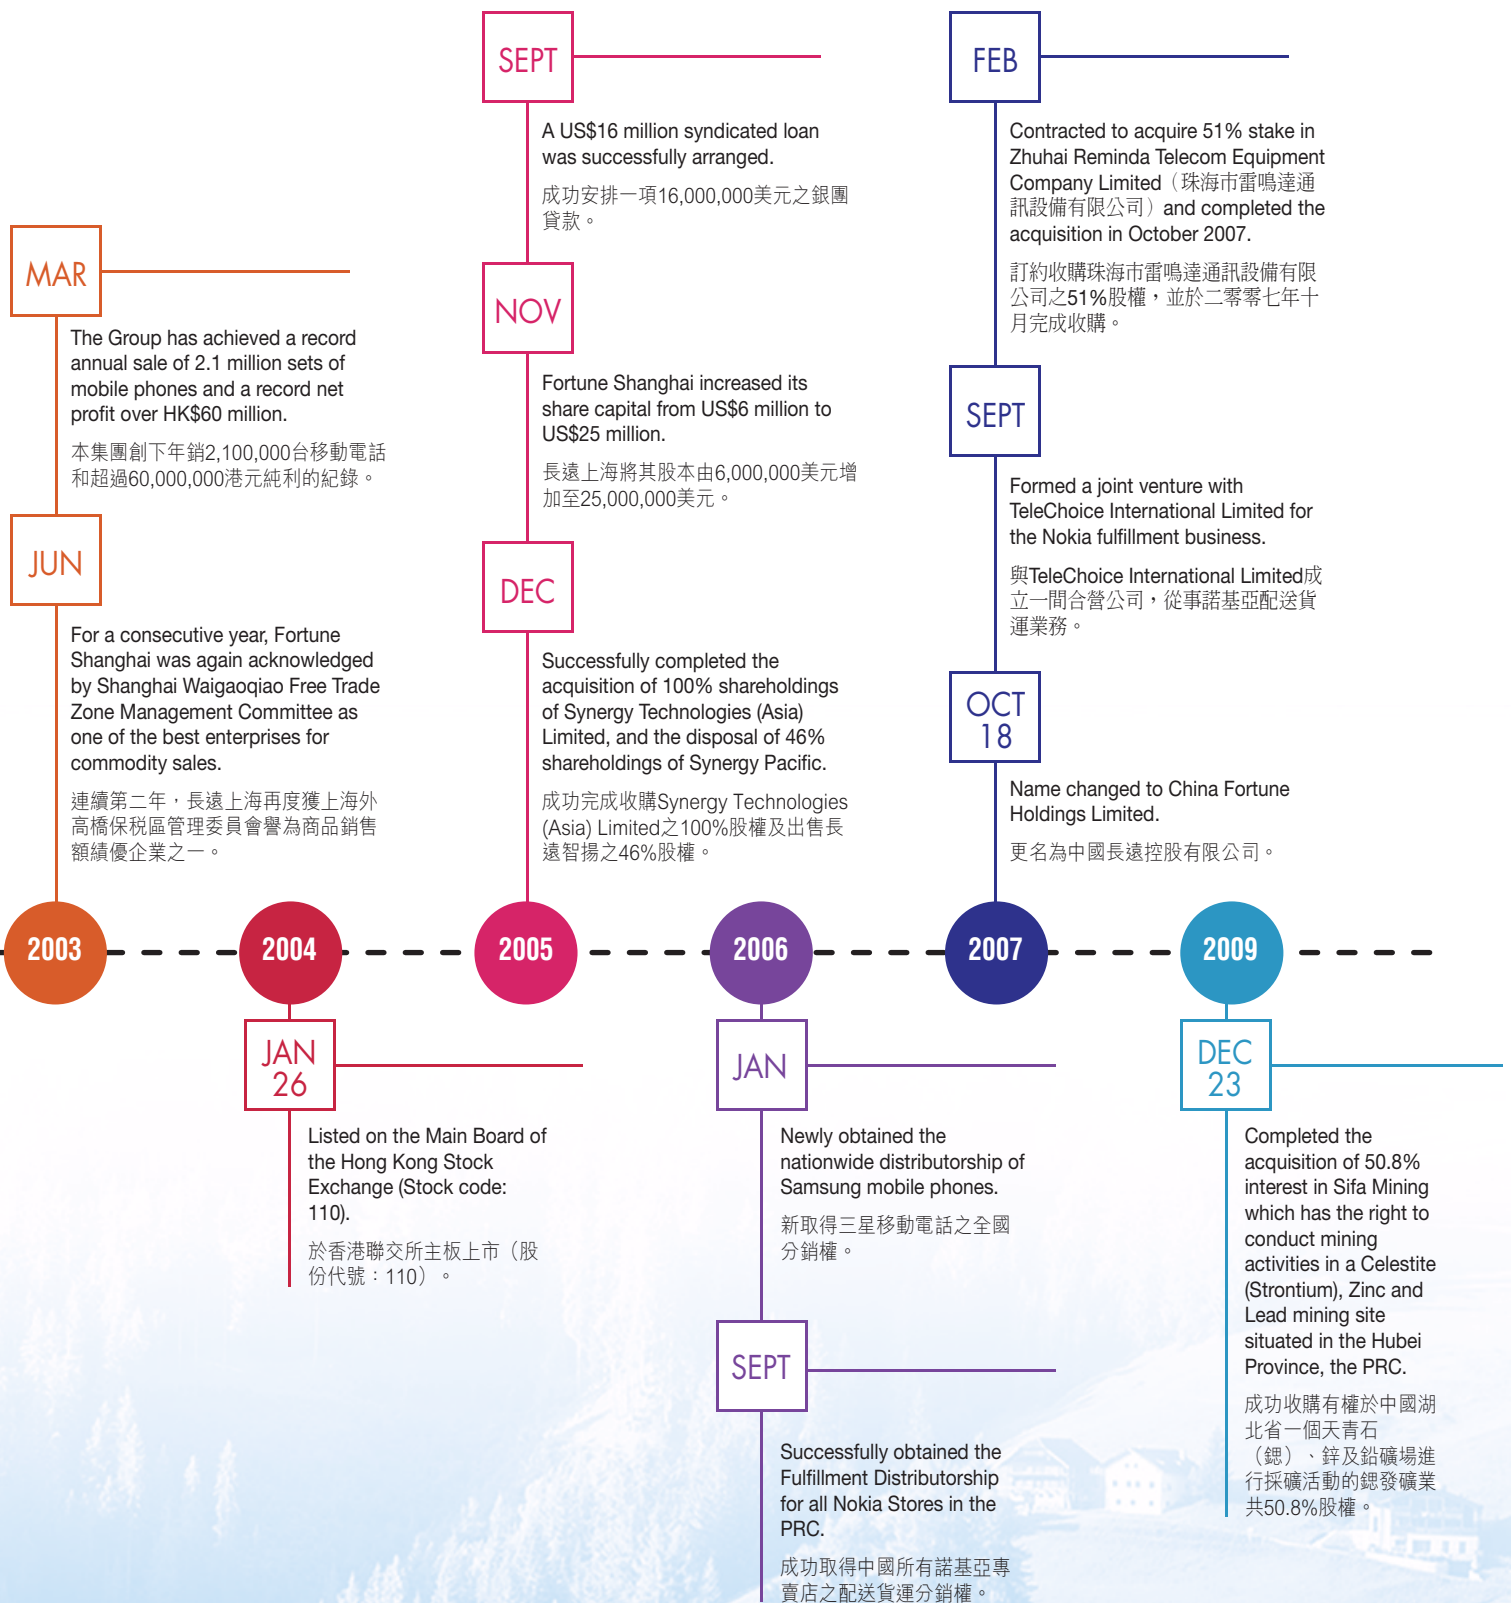 MAR
The Group has achieved a record
annual sale of 2.1 million sets of
mobile phones and a record net
profit over HK$60 million.
本集團創下年銷2,100,000台移動電話
和超過60,000,000港元純利的紀錄。
JUN
For a consecutive year, Fortune
Shanghai was again acknowledged
by Shanghai Waigaoqiao Free Trade
Zone Management Committee as
one of the best enterprises for
commodity sales.
連續第二年，長遠上海再度獲上海外
高橋保稅區管理委員會譽為商品銷售
額績優企業之一。
2003
2004
JAN
26
Listed on the Main Board of
the Hong Kong Stock
Exchange (Stock code:
110).
於香港聯交所主板上市（股
份代號：110）。
SEPT
A US$16 million syndicated loan
was successfully arranged.
成功安排一項16,000,000美元之銀團
貸款。
NOV
Fortune Shanghai increased its
share capital from US$6 million to
US$25 million.
長遠上海將其股本由6,000,000美元增
加至25,000,000美元。
DEC
Successfully completed the
acquisition of 100% shareholdings
of Synergy Technologies (Asia)
Limited, and the disposal of 46%
shareholdings of Synergy Pacific.
成功完成收購Synergy Technologies
(Asia) Limited之100%股權及出售長
遠智揚之46%股權。
2005
2006
JAN
Newly obtained the
nationwide distributorship of
Samsung mobile phones.
新取得三星移動電話之全國
分銷權。
SEPT
Successfully obtained the
Fulfillment Distributorship
for all Nokia Stores in the
PRC.
成功取得中國所有諾基亞專
賣店之配送貨運分銷權。
FEB
Contracted to acquire 51% stake in
Zhuhai Reminda Telecom Equipment
Company Limited（珠海市雷鳴達通
訊設備有限公司）and completed the
acquisition in October 2007.
訂約收購珠海市雷鳴達通訊設備有限
公司之51%股權，並於二零零七年十
月完成收購。
SEPT
Formed a joint venture with
TeleChoice International Limited for
the Nokia fulfillment business.
與TeleChoice International Limited成
立一間合營公司，從事諾基亞配送貨
運業務。
OCT
18
Name changed to China Fortune
Holdings Limited.
更名為中國長遠控股有限公司。
2007
2009
DEC
23
Completed the
acquisition of 50.8%
interest in Sifa Mining
which has the right to
conduct mining
activities in a Celestite
(Strontium), Zinc and
Lead mining site
situated in the Hubei
Province, the PRC.
成功收購有權於中國湖
北省一個天青石
（鍶）、鋅及鉛礦場進
行採礦活動的鍶發礦業
共50.8%股權。